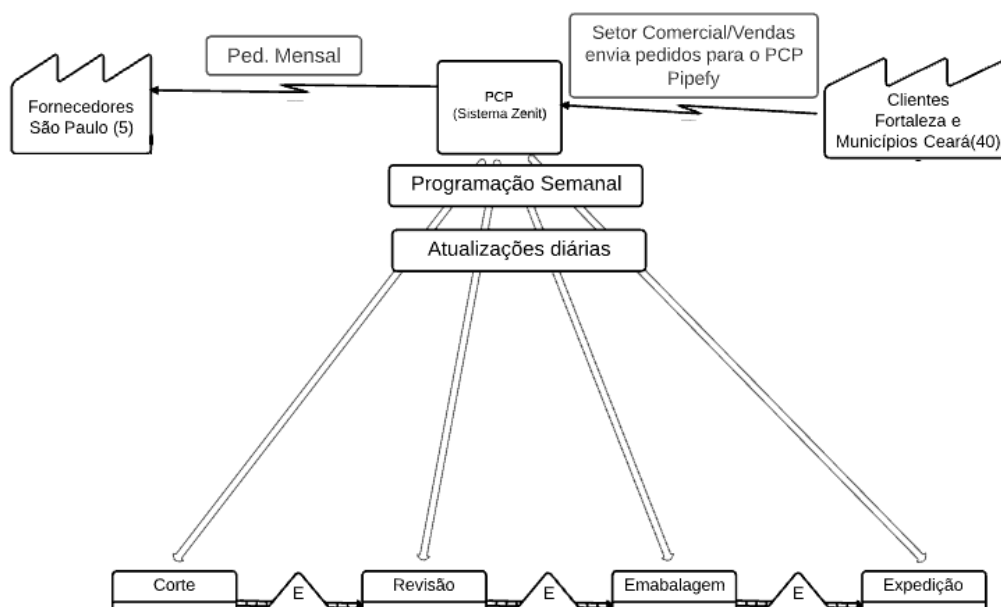 Ped. Mensal
Setor Comercial/Vendas
envia pedidos para o PCP
Pipefy
Fornecedores
São Paulo (5)
PCP
(Sistema Zenit)
Clientes
Fortaleza e
Municípios Ceará(40)
Programação Semanal
Atualizações diárias
Corte
E
Revisão
E
Emabalagem
E
Expedição